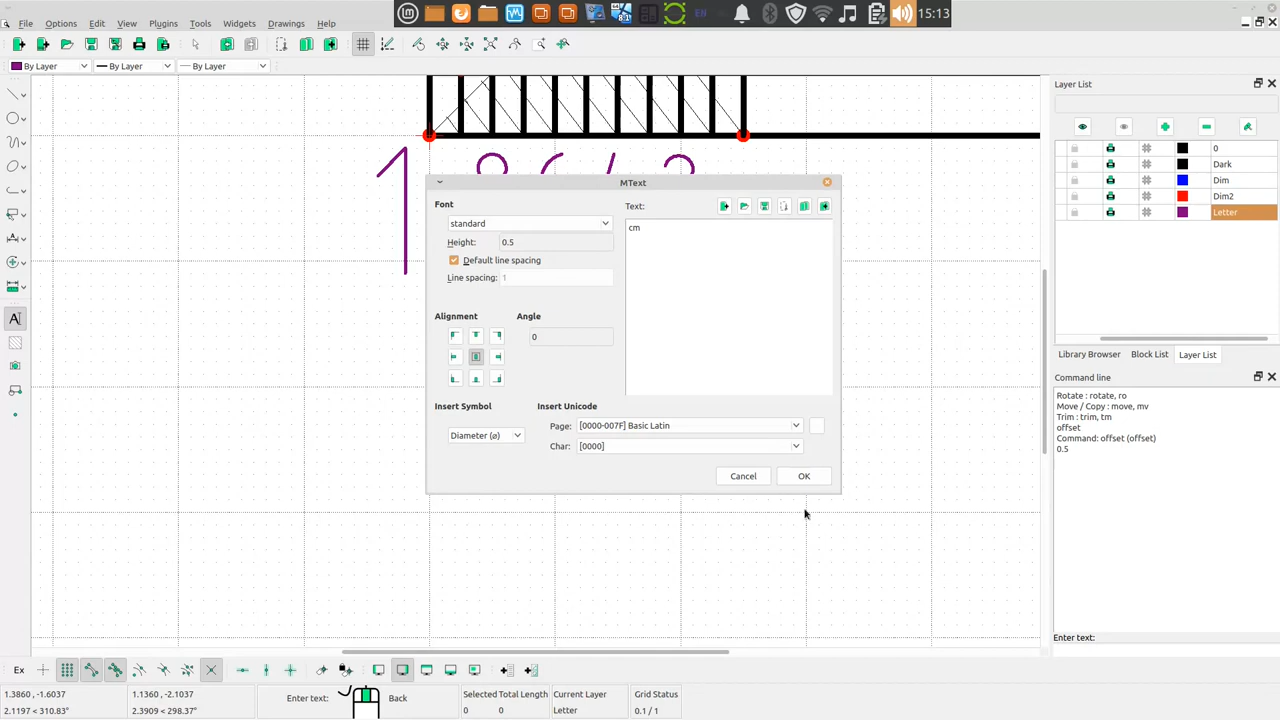 File Options Edit View Plugins Tools Widgets Drawings Help
EN 15:13
By Layer By Layer By Layer
Layer List
0
Dark
Dim
Dim2
Letter
Library Browser Block List Layer List
Command line
Rotate : rotate, ro
Move / Copy : move, mv
Trim : trim, tm
offset
Command: offset (offset)
0.5
Enter text:
1
MText
Font
standard
Height: 0.5
Default line spacing
Line spacing: 1
Alignment Angle
0
Text:
cm
Insert Symbol
Diameter (⌀)
Insert Unicode
Page: [0000-007F] Basic Latin
Char: [0000]
Cancel OK
Ex
1.3860 , -1.6037
2.1197 < 310.83°
1.1360 , -2.1037
2.3909 < 298.37°
Enter text: Back
Selected Total Length
0 0
Current Layer
Letter
Grid Status
0.1 / 1